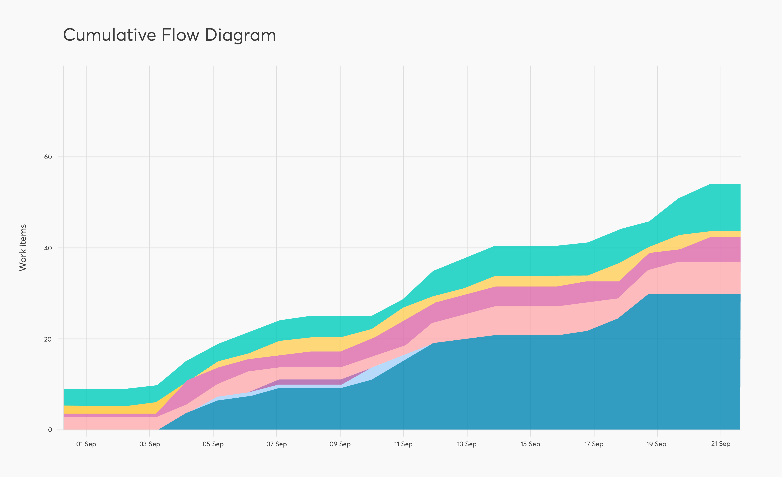 Cumulative Flow Diagram
Work items
60
40
20
0
01 Sep 03 Sep 05 Sep 07 Sep 09 Sep 11 Sep 13 Sep 15 Sep 17 Sep 19 Sep 21 Sep